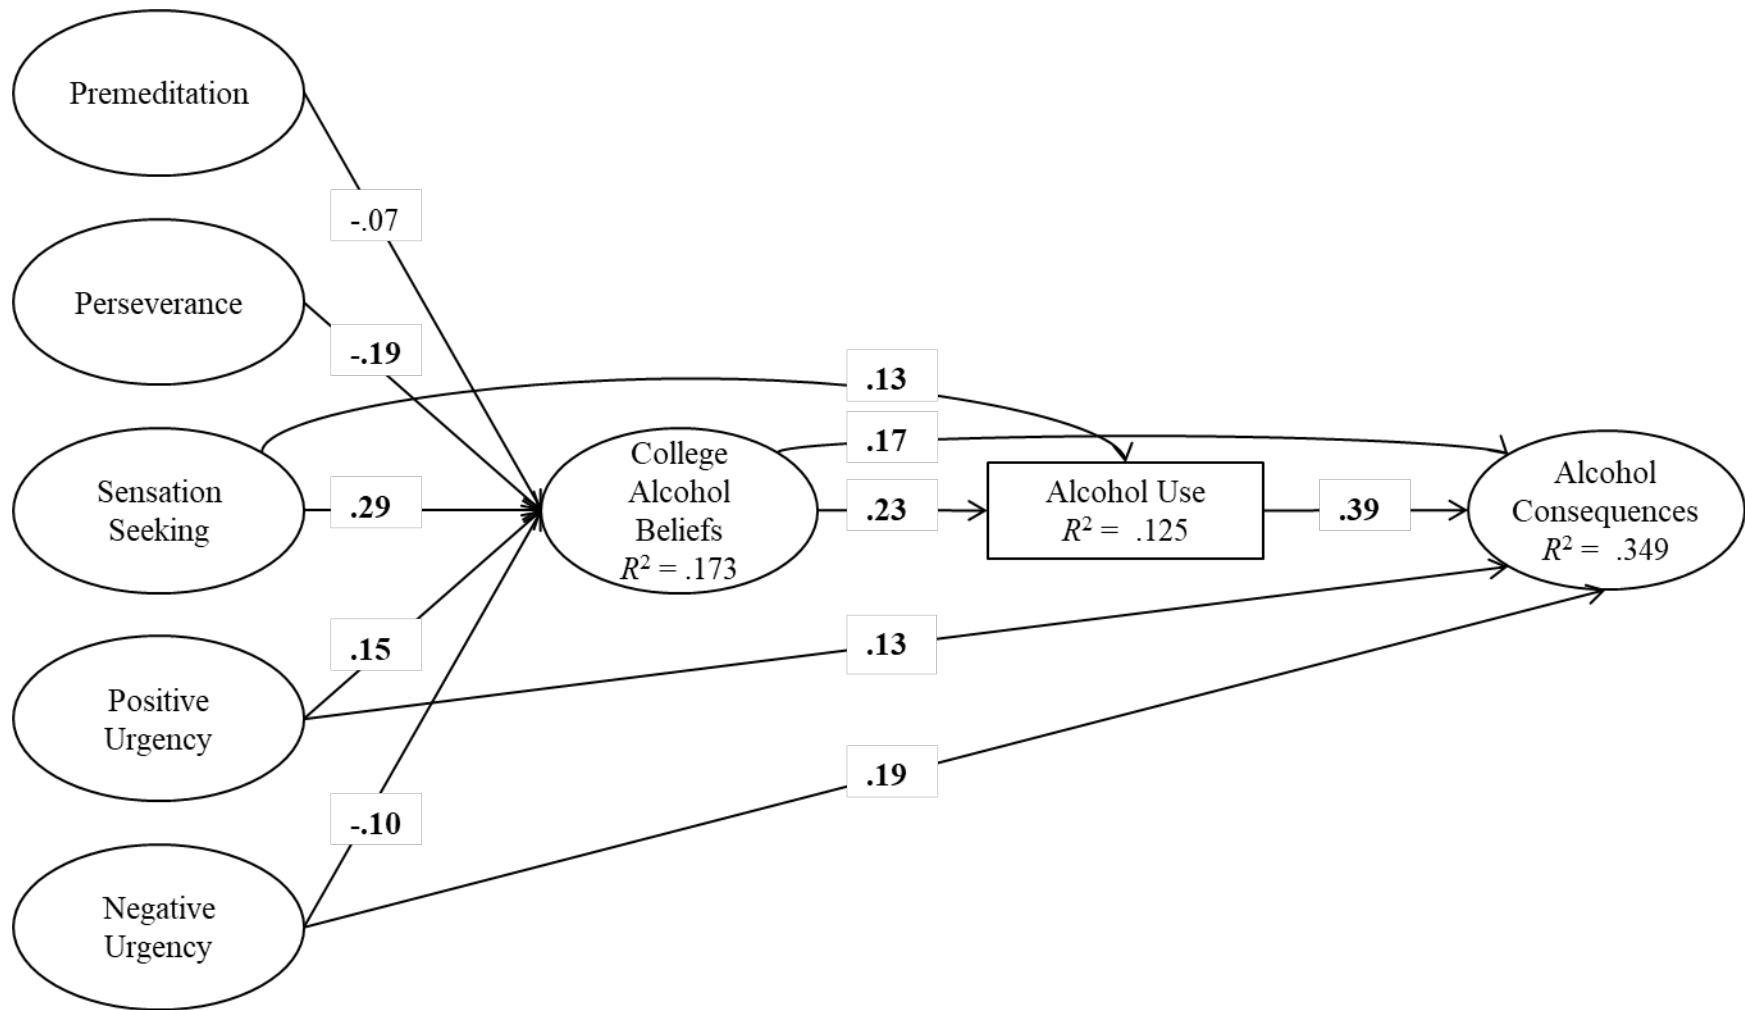 Premeditation
-.07
Perseverance
-.19
.13
.17
Sensation
Seeking
.29
College
Alcohol
Beliefs
R² = .173
.23
Alcohol Use
R² = .125
.39
Alcohol
Consequences
R² = .349
.15
.13
Positive
Urgency
.19
-.10
Negative
Urgency